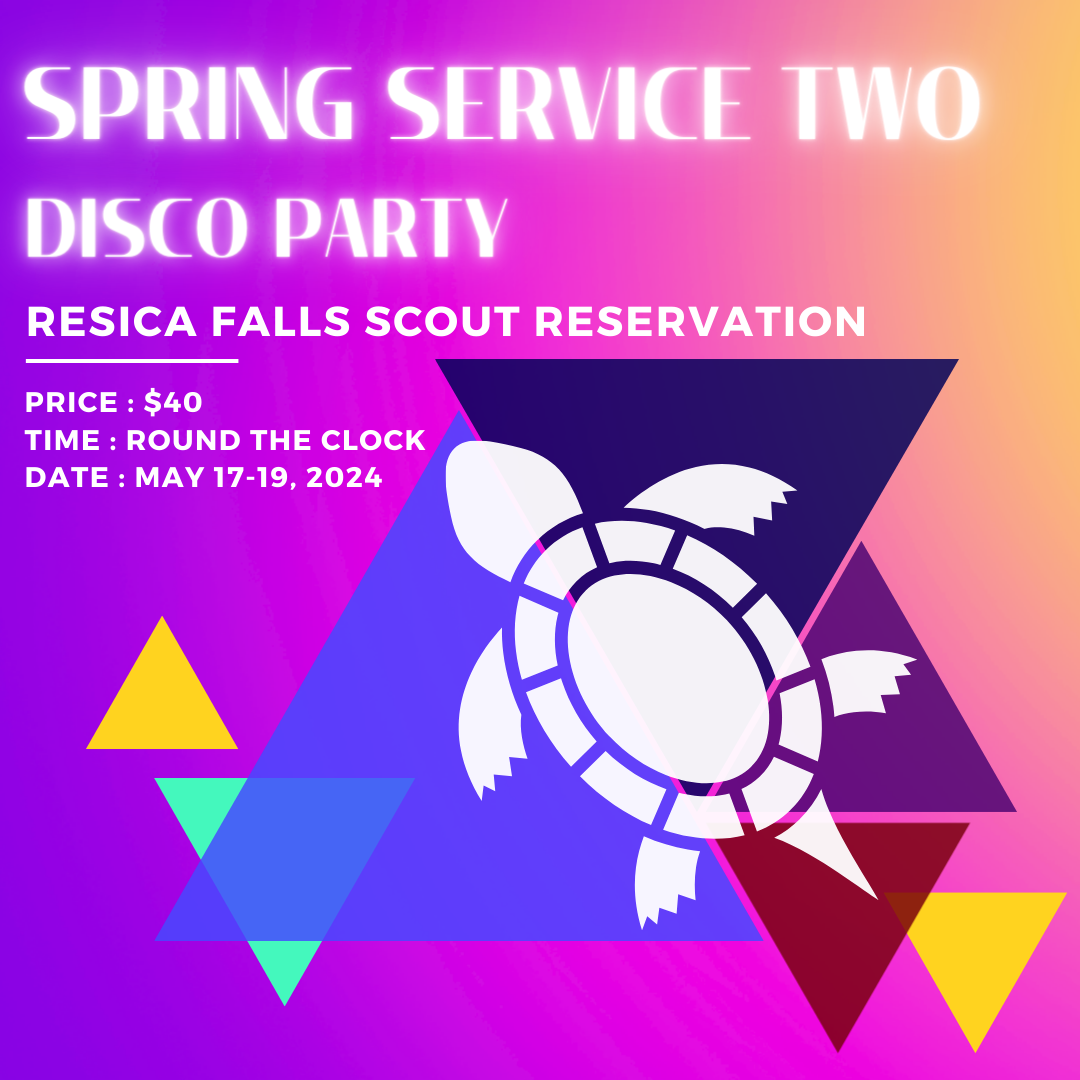 SPRING SERVICE TWO
DISCO PARTY
RESICA FALLS SCOUT RESERVATION
PRICE : $40
TIME : ROUND THE CLOCK
DATE : MAY 17-19, 2024